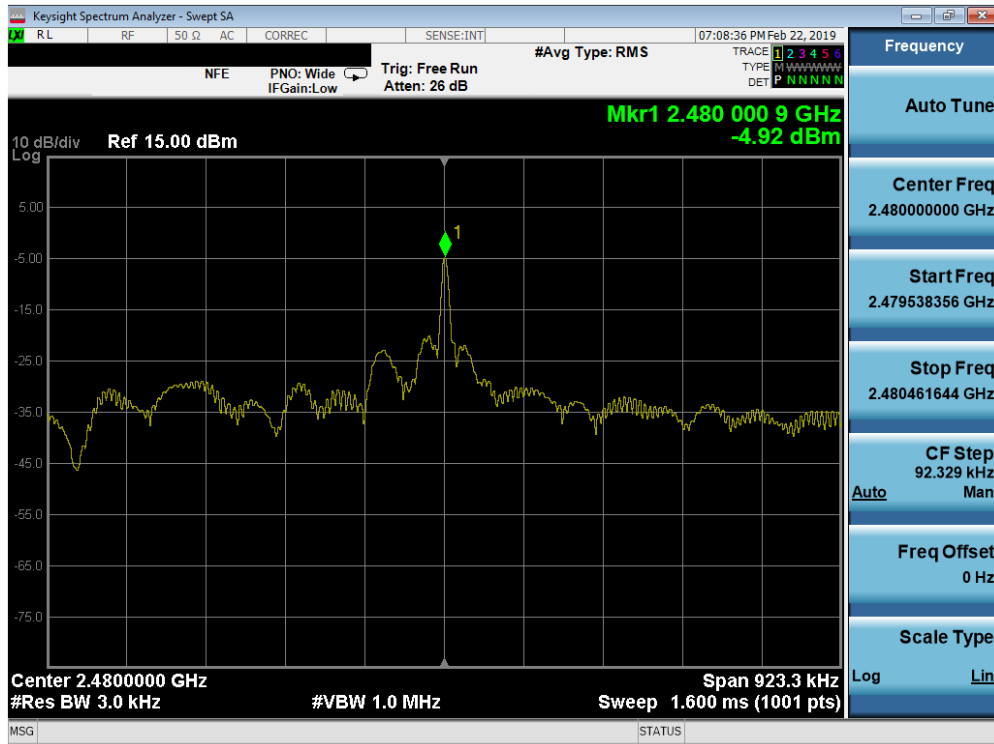 Keysight Spectrum Analyzer - Swept SA
LXI RL RF 50 Ω AC CORREC SENSE:INT 07:08:36 PM Feb 22, 2019
Frequency
#Avg Type: RMS
TRACE 1 2 3 4 5 6
TYPE M W W W W W
DET P N N N N N
NFE
PNO: Wide
IFGain:Low
Trig: Free Run
Atten: 26 dB
Mkr1 2.480 000 9 GHz
-4.92 dBm
10 dB/div Ref 15.00 dBm
Log
5.00
-5.00
-15.0
-25.0
-35.0
-45.0
-55.0
-65.0
-75.0
1
Center 2.4800000 GHz
Span 923.3 kHz
#Res BW 3.0 kHz
#VBW 1.0 MHz
Sweep 1.600 ms (1001 pts)
MSG
STATUS
Auto Tune
Center Freq
2.480000000 GHz
Start Freq
2.479538356 GHz
Stop Freq
2.480461644 GHz
CF Step
92.329 kHz
Auto Man
Freq Offset
0 Hz
Scale Type
Log Lin